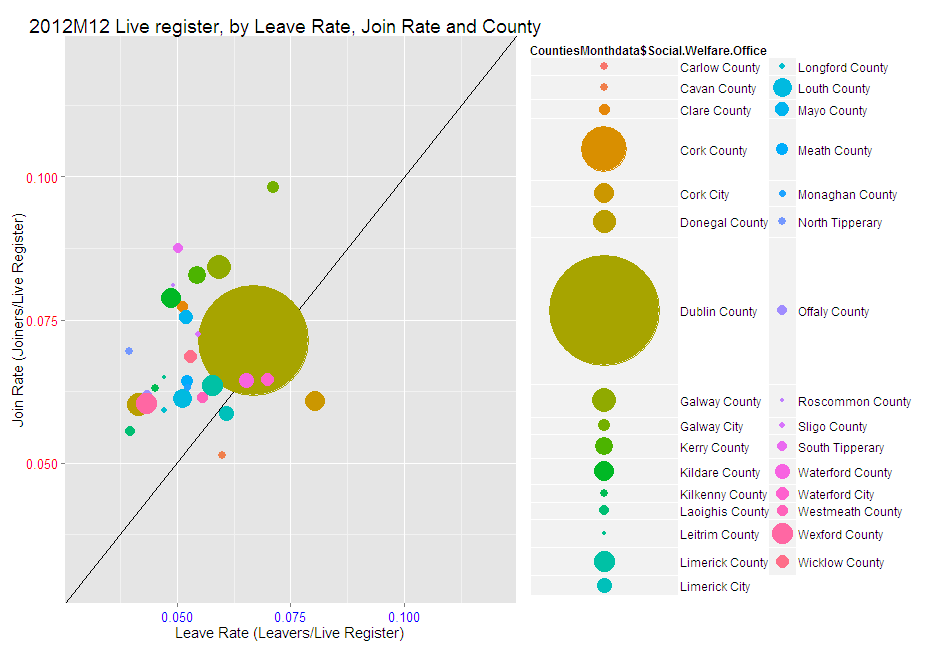 2012M12 Live register, by Leave Rate, Join Rate and County
CountiesMonthdata$Social.Welfare.Office
Carlow County
Cavan County
Clare County
Cork County
Cork City
Donegal County
Dublin County
Galway County
Galway City
Kerry County
Kildare County
Kilkenny County
Laoighis County
Leitrim County
Limerick County
Limerick City
Longford County
Louth County
Mayo County
Meath County
Monaghan County
North Tipperary
Offaly County
Roscommon County
Sligo County
South Tipperary
Waterford County
Waterford City
Westmeath County
Wexford County
Wicklow County
Join Rate (Joiners/Live Register)
0.100
0.075
0.050
0.050
0.075
0.100
Leave Rate (Leavers/Live Register)